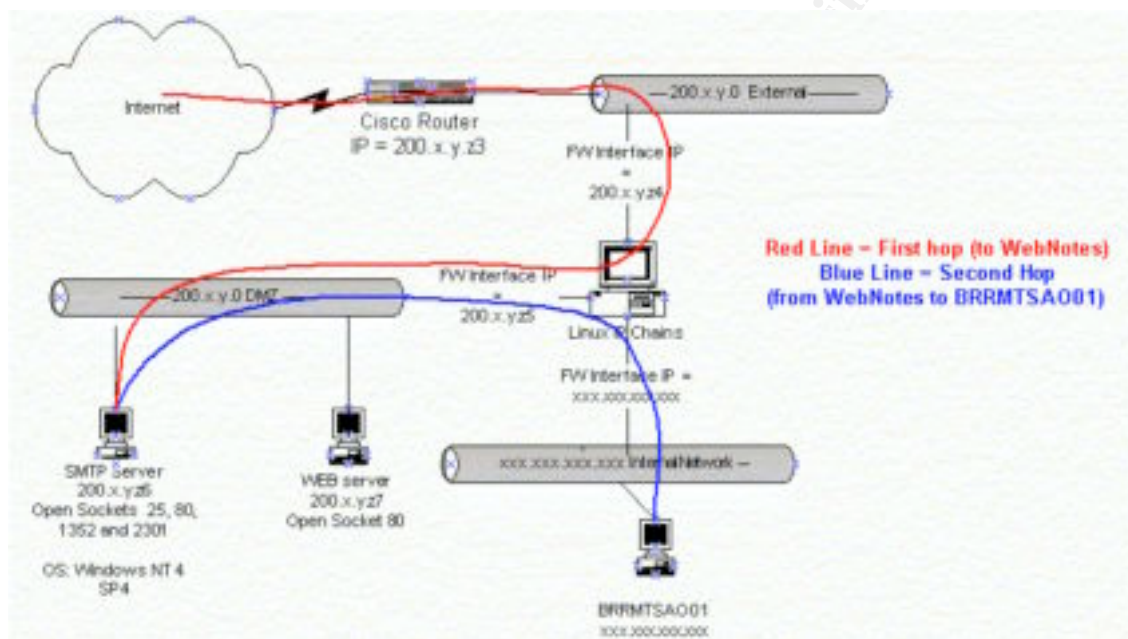 Internet
Cisco Router
IP = 200.x.y.z3
200.x.y.0 External
FW Interface IP
=
200.x.yz4
Red Line = First hop (to WebNotes)
Blue Line = Second Hop
(from WebNotes to BRRMTSAO01)
200.x.y.0 DMZ
FW Interface IP
=
200.x.yz5
Linux IP Chains
FW Interface IP =
xxx.xxx.xxx.xxx
SMTP Server
200.x.yz6
Open Sockets 25, 80,
1352 and 2301
OS: Windows NT 4
SP4
WEB server
200.x.yz7
Open Socket 80
xxx.xxx.xxx.xxx Internal Network
BRRMTSAO01
xxx.xxx.xxx.xxx